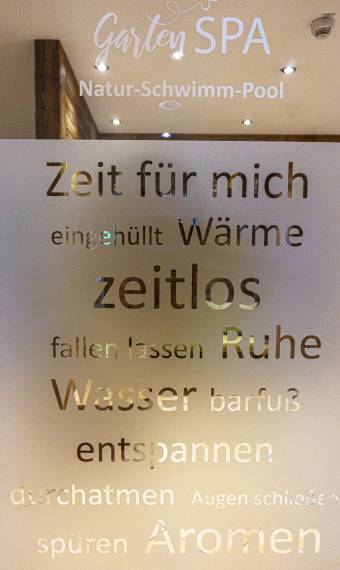 Garten SPA
Natur-Schwimm-Pool
Zeit für mich
eingehüllt Wärme
zeitlos
fallen lassen Ruhe
Wasser barfuß
entspannen
durchatmen Augen schließen
spüren Aromen